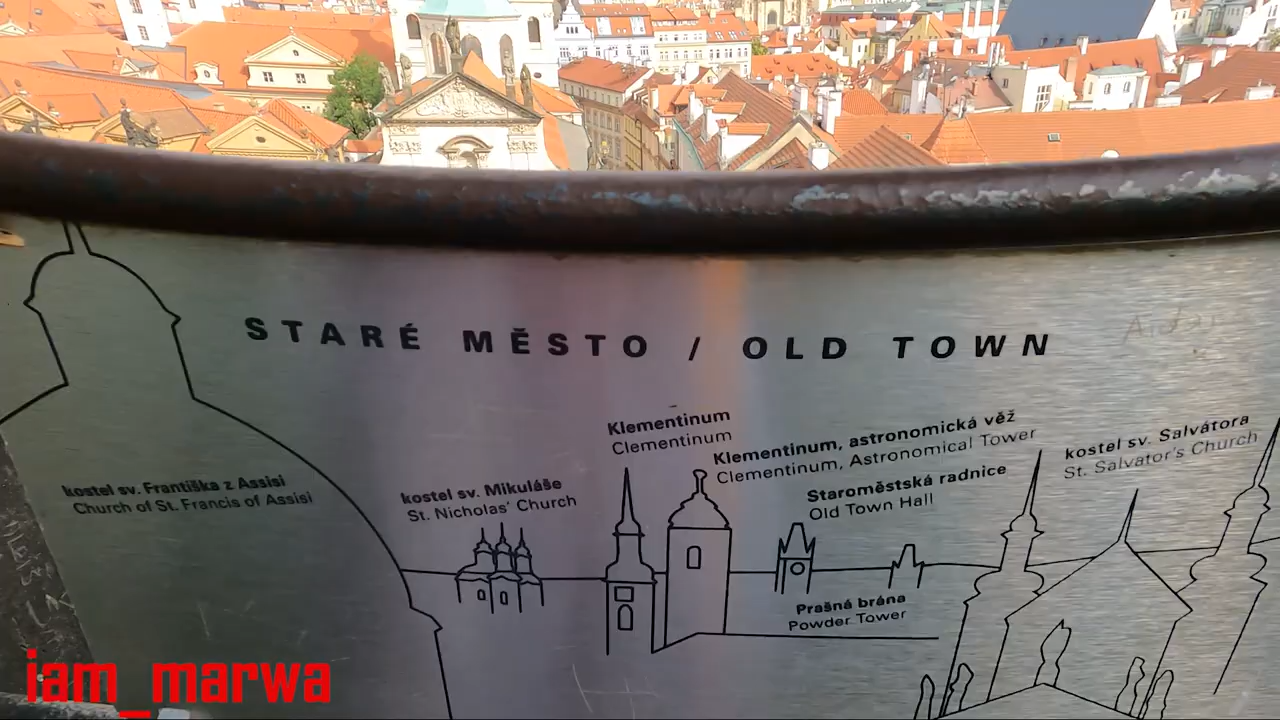 STARÉ MĚSTO / OLD TOWN
Klementinum
Clementinum
Klementinum, astronomická věž
Clementinum, Astronomical Tower
kostel sv. Salvátora
St. Salvator's Church
kostel sv. Františka z Assisi
Church of St. Francis of Assisi
kostel sv. Mikuláše
St. Nicholas' Church
Staroměstská radnice
Old Town Hall
Prašná brána
Powder Tower
iam_marwa